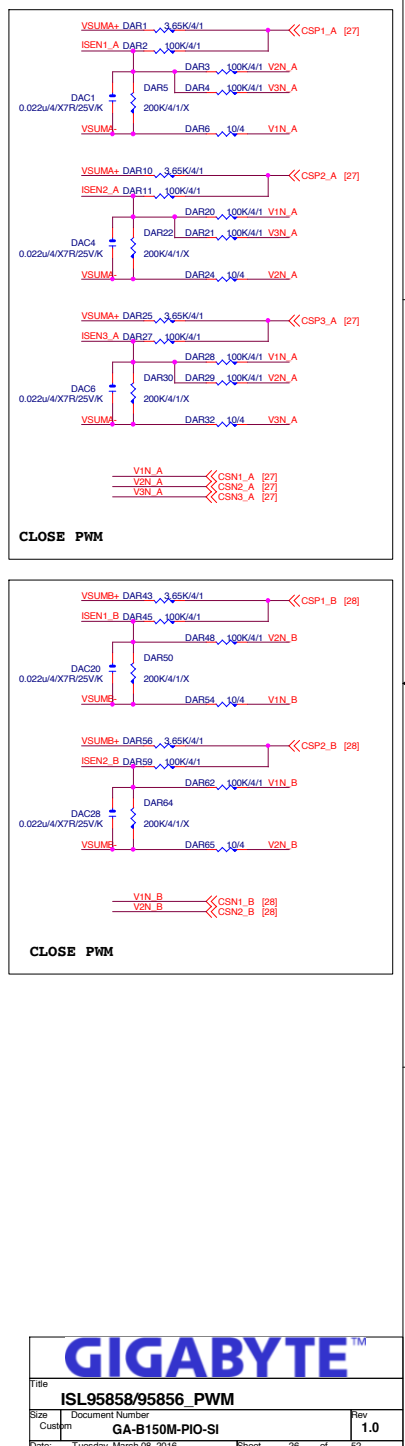 VSUMA+ DAR1 3.65K/4/1 CSP1_A [27]
ISEN1_A DAR2 100K/4/1
DAR3 100K/4/1 V2N_A
DAC1 DAR5 DAR4 100K/4/1 V3N_A
0.022u/4/X7R/25V/K 200K/4/1/X
VSUMA- DAR6 10/4 V1N_A
VSUMA+ DAR10 3.65K/4/1 CSP2_A [27]
ISEN2_A DAR11 100K/4/1
DAR20 100K/4/1 V1N_A
DAC4 DAR22 DAR21 100K/4/1 V3N_A
0.022u/4/X7R/25V/K 200K/4/1/X
VSUMA- DAR24 10/4 V2N_A
VSUMA+ DAR25 3.65K/4/1 CSP3_A [27]
ISEN3_A DAR27 100K/4/1
DAR28 100K/4/1 V1N_A
DAC6 DAR30 DAR29 100K/4/1 V2N_A
0.022u/4/X7R/25V/K 200K/4/1/X
VSUMA- DAR32 10/4 V3N_A
V1N_A CSN1_A [27]
V2N_A CSN2_A [27]
V3N_A CSN3_A [27]
CLOSE PWM
VSUMB+ DAR43 3.65K/4/1 CSP1_B [28]
ISEN1_B DAR45 100K/4/1
DAR48 100K/4/1 V2N_B
DAC20 DAR50
0.022u/4/X7R/25V/K 200K/4/1/X
VSUMB- DAR54 10/4 V1N_B
VSUMB+ DAR56 3.65K/4/1 CSP2_B [28]
ISEN2_B DAR59 100K/4/1
DAR62 100K/4/1 V1N_B
DAC28 DAR64
0.022u/4/X7R/25V/K 200K/4/1/X
VSUMB- DAR65 10/4 V2N_B
V1N_B CSN1_B [28]
V2N_B CSN2_B [28]
CLOSE PWM
GIGABYTE™
Title
ISL95858/95856_PWM
Size Document Number Rev
Custom GA-B150M-PIO-SI 1.0
Date: Tuesday, March 08, 2016 Sheet 26 of 52